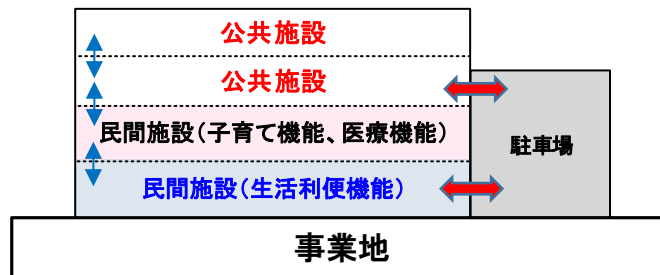 公共施設
公共施設
民間施設（子育て機能、医療機能）
駐車場
民間施設（生活利便機能）
事業地